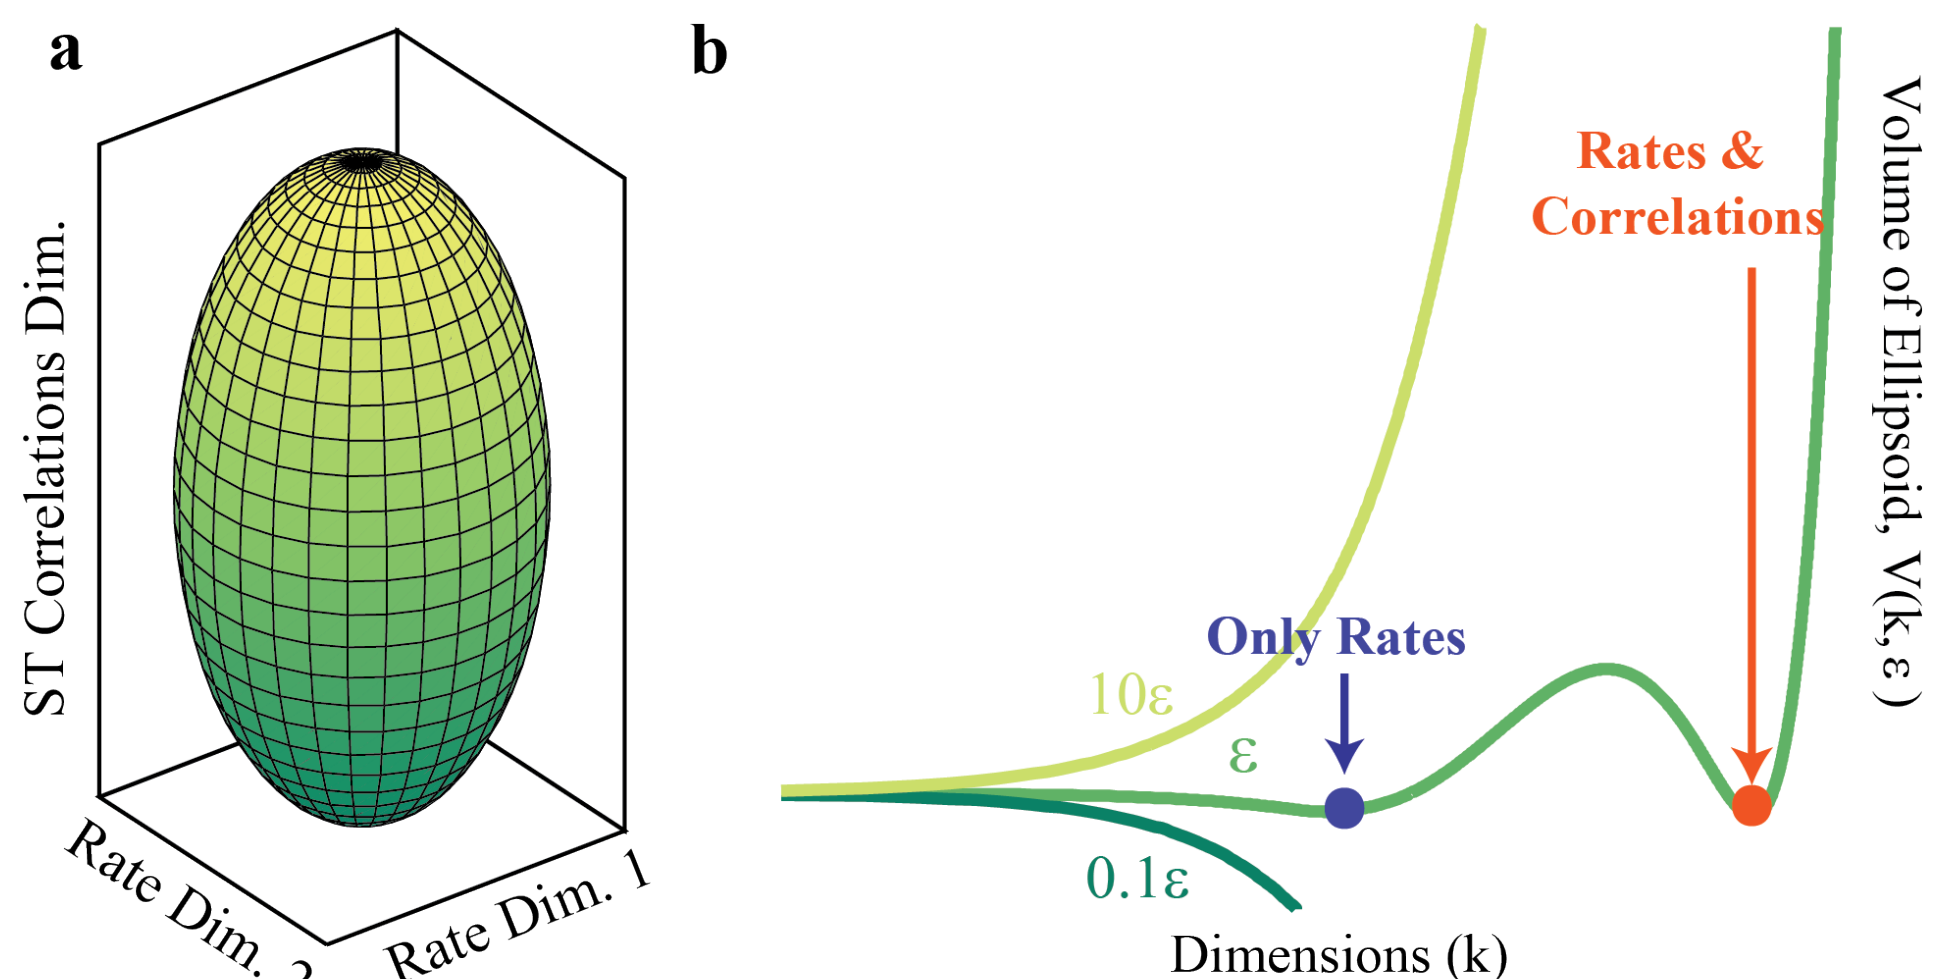 a
ST Correlations Dim.
Rate Dim. 2
Rate Dim. 1
b
Rates &
Correlations
Only Rates
10ε
ε
0.1ε
Dimensions (k)
Volume of Ellipsoid, V(k, ε )